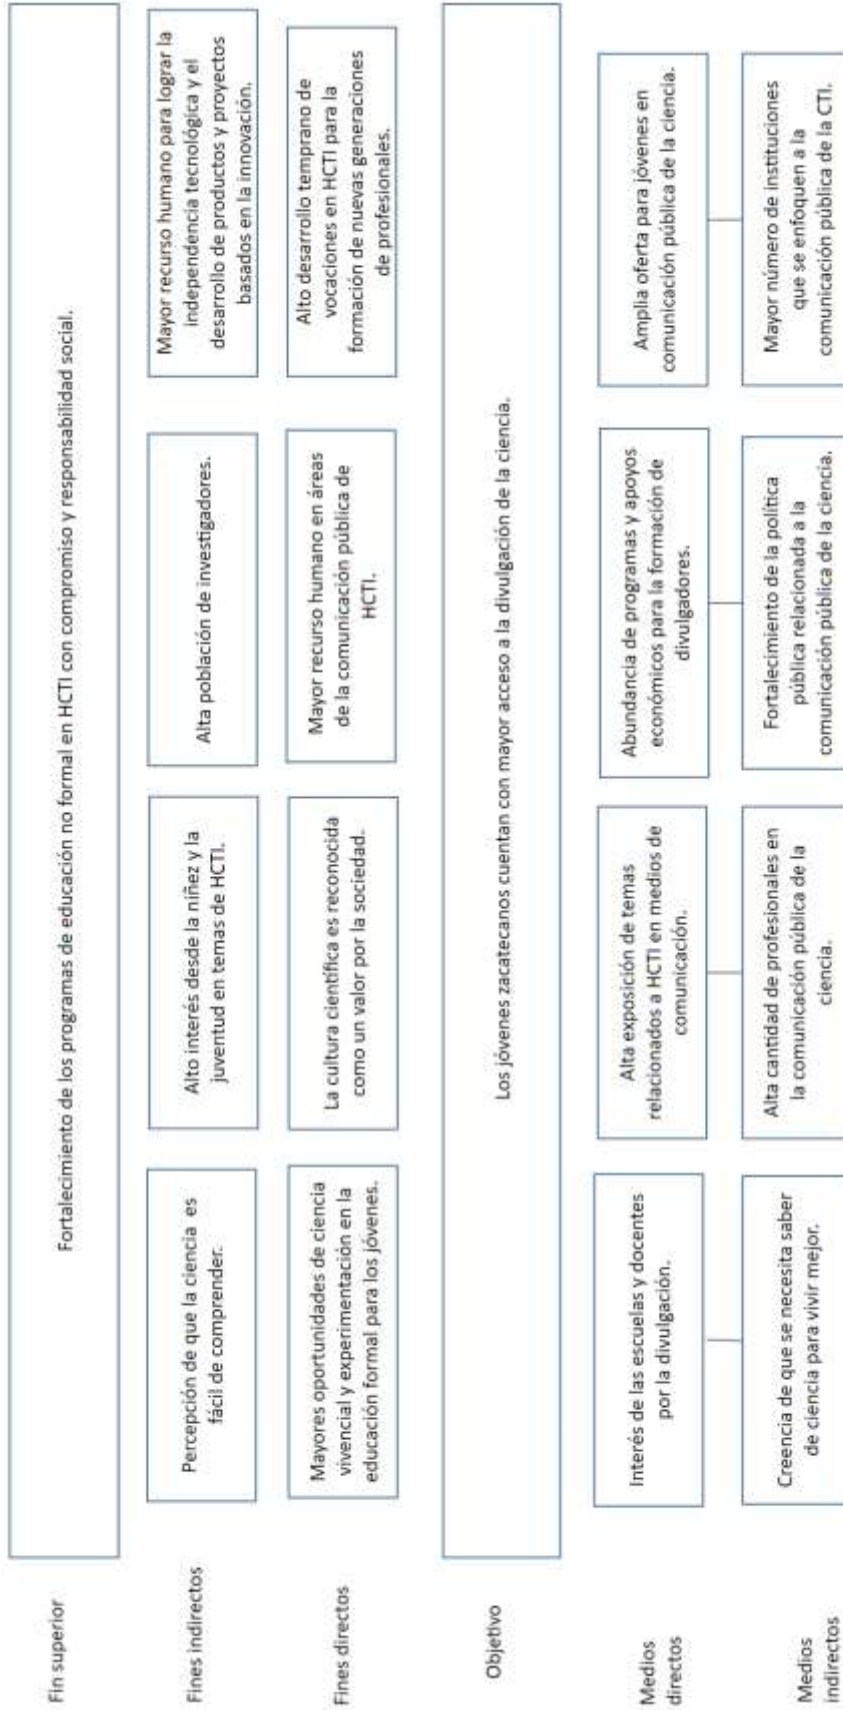 Fin superior
Fortalecimiento de los programas de educación no formal en HCTI con compromiso y responsabilidad social.
Fines indirectos
Percepción de que la ciencia es
fácil de comprender.
Alto interés desde la niñez y la
juventud en temas de HCTI.
Alta población de investigadores.
Mayor recurso humano para lograr la
independencia tecnológica y el
desarrollo de productos y proyectos
basados en la innovación.
Fines directos
Mayores oportunidades de ciencia
vivencial y experimentación en la
educación formal para los jóvenes.
La cultura científica es reconocida
como un valor por la sociedad.
Mayor recurso humano en áreas
de la comunicación pública de
HCTI.
Alto desarrollo temprano de
vocaciones en HCTI para la
formación de nuevas generaciones
de profesionales.
Objetivo
Los jóvenes zacatecanos cuentan con mayor acceso a la divulgación de la ciencia.
Medios
directos
Interés de las escuelas y docentes
por la divulgación.
Alta exposición de temas
relacionados a HCTI en medios de
comunicación.
Abundancia de programas y apoyos
económicos para la formación de
divulgadores.
Amplia oferta para jóvenes en
comunicación pública de la ciencia.
Medios
indirectos
Creencia de que se necesita saber
de ciencia para vivir mejor.
Alta cantidad de profesionales en
la comunicación pública de la
ciencia.
Fortalecimiento de la política
pública relacionada a la
comunicación pública de la ciencia.
Mayor número de instituciones
que se enfoquen a la
comunicación pública de la CTI.